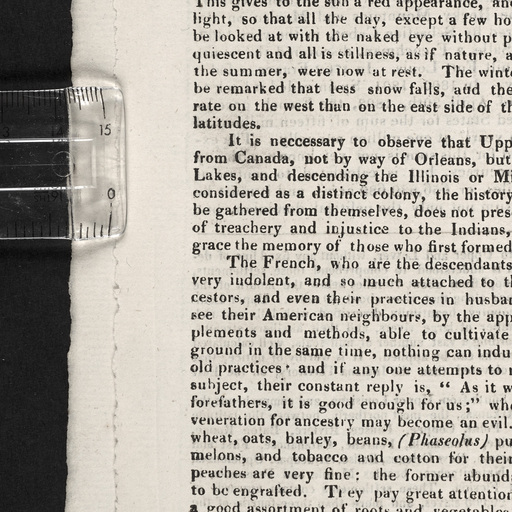 This gives to the sun a red appearance, an
light, so that all the day, except a few ho
be looked at with the naked eye without p
quiescent and all is stillness, as if nature, a
the summer, were now at rest. The wint
be remarked that less snow falls, and the
rate on the west than on the east side of t
latitudes.
It is neccessary to observe that Upp
from Canada, not by way of Orleans, but
Lakes, and descending the Illinois or Mi
considered as a distinct colony, the history
be gathered from themselves, does not pres
of treachery and injustice to the Indians,
grace the memory of those who first formed
The French, who are the descendants
very indolent, and so much attached to t
cestors, and even their practices in husban
see their American neighbours, by the app
plements and methods, able to cultivate
ground in the same time, nothing can indu
old practices; and if any one attempts to r
subject, their constant reply is, “ As it w
forefathers, it is good enough for us;” whe
veneration for ancestry may become an evil.
wheat, oats, barley, beans, (Phaseolus) pu
melons, and tobacco and cotton for their
peaches are very fine: the former abund
to be engrafted. They pay great attention
a good assortment of roots and vegetables
15
0